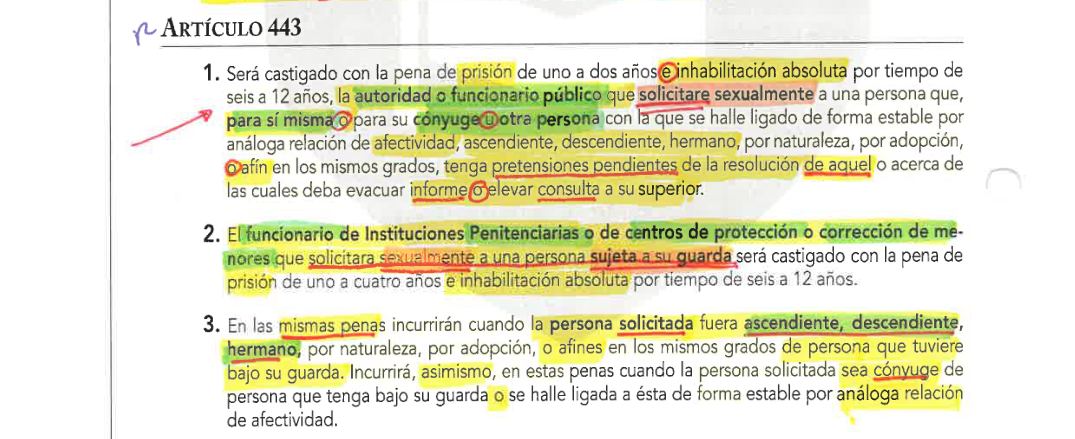 ARTÍCULO 443
1. Será castigado con la pena de prisión de uno a dos años e inhabilitación absoluta por tiempo de
seis a 12 años, la autoridad o funcionario público que solicitare sexualmente a una persona que,
para sí misma o para su cónyuge u otra persona con la que se halle ligado de forma estable por
análoga relación de afectividad, ascendiente, descendiente, hermano, por naturaleza, por adopción,
o afín en los mismos grados, tenga pretensiones pendientes de la resolución de aquel o acerca de
las cuales deba evacuar informe o elevar consulta a su superior.
2. El funcionario de Instituciones Penitenciarias o de centros de protección o corrección de me-
nores que solicitara sexualmente a una persona sujeta a su guarda será castigado con la pena de
prisión de uno a cuatro años e inhabilitación absoluta por tiempo de seis a 12 años.
3. En las mismas penas incurrirán cuando la persona solicitada fuera ascendiente, descendiente,
hermano, por naturaleza, por adopción, o afines en los mismos grados de persona que tuviere
bajo su guarda. Incurrirá, asimismo, en estas penas cuando la persona solicitada sea cónyuge de
persona que tenga bajo su guarda o se halle ligada a ésta de forma estable por análoga relación
de afectividad.